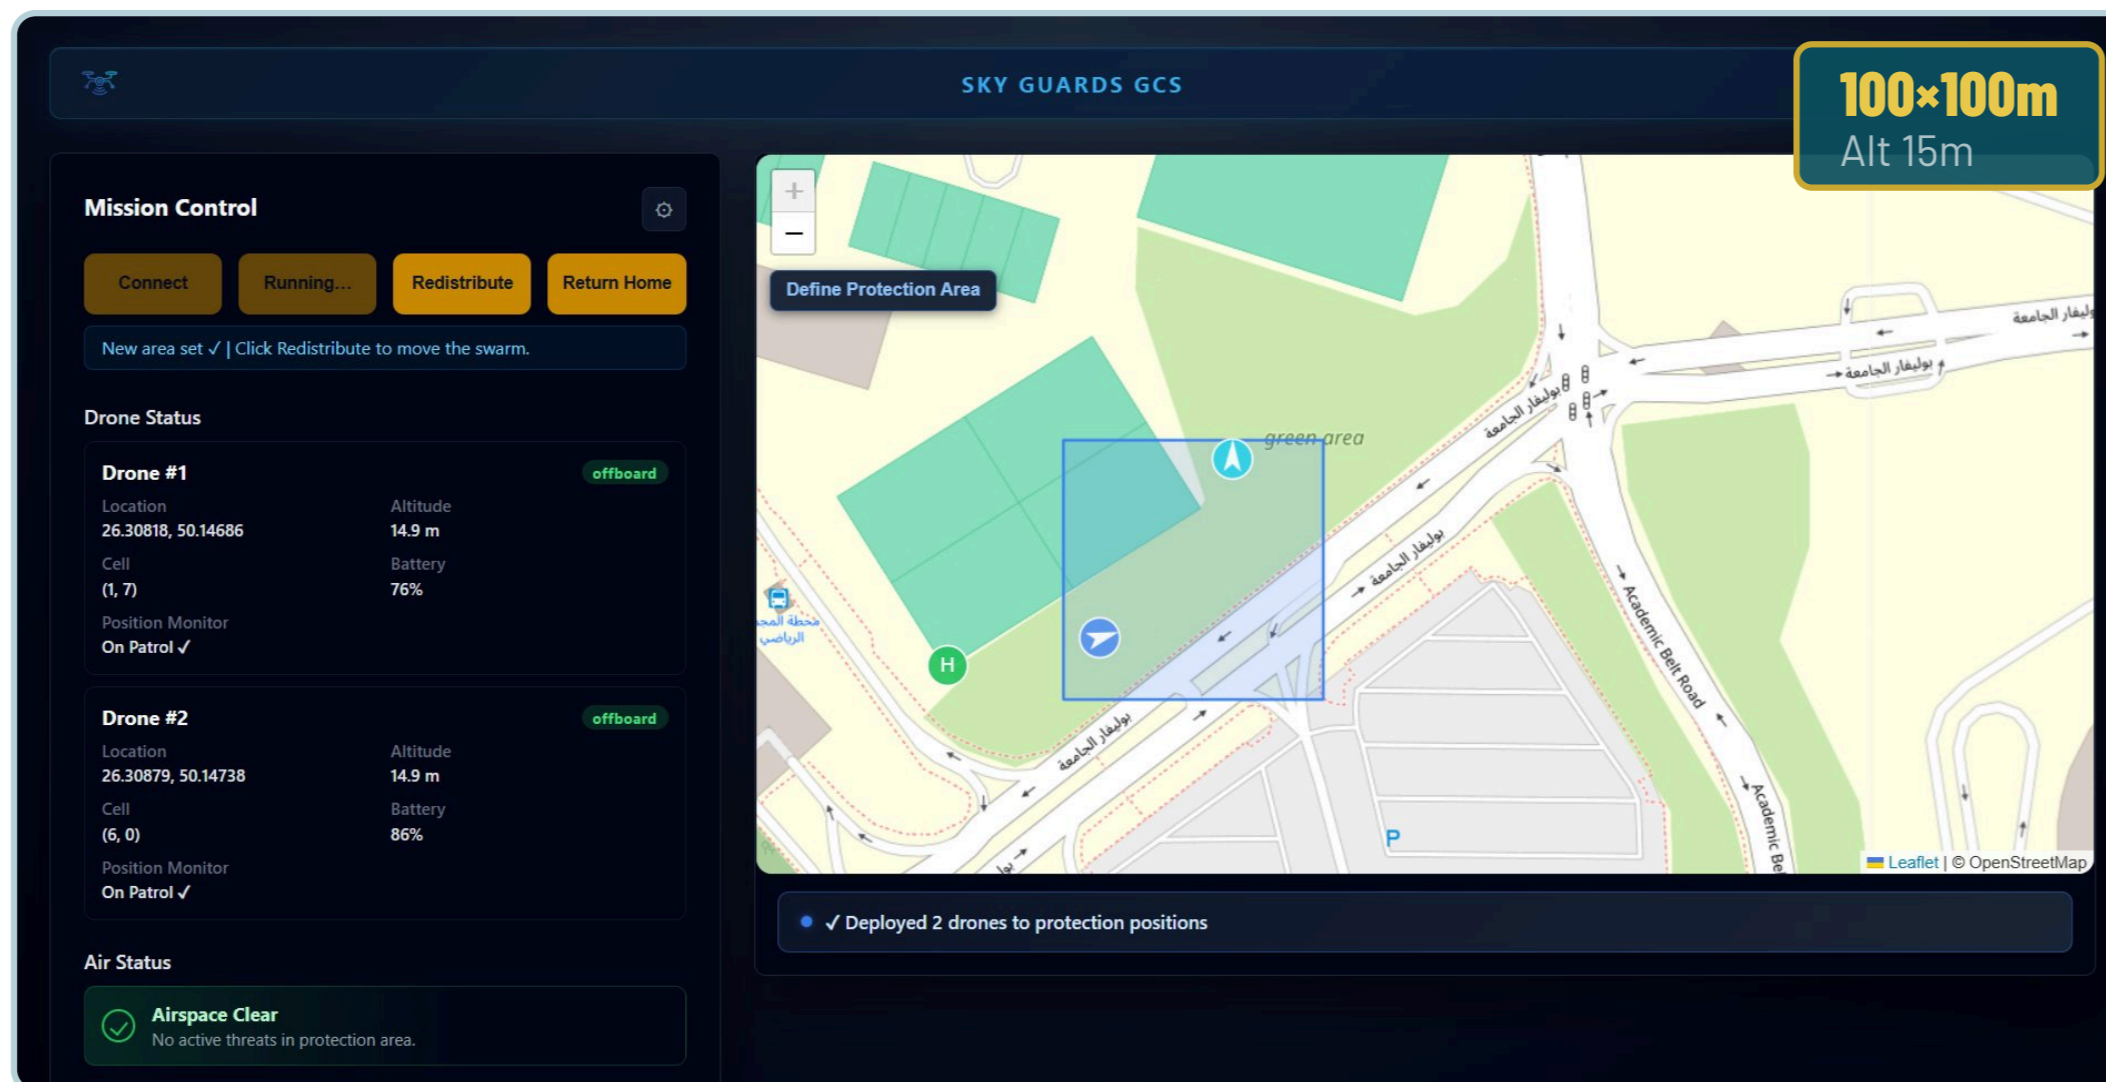 SKY GUARDS GCS
100×100m
Alt 15m
Mission Control
Connect
Running...
Redistribute
Return Home
New area set ✓ | Click Redistribute to move the swarm.
Drone Status
Drone #1
offboard
Location
Altitude
26.30818, 50.14686
14.9 m
Cell
Battery
(1, 7)
76%
Position Monitor
On Patrol ✓
Drone #2
offboard
Location
Altitude
26.30879, 50.14738
14.9 m
Cell
Battery
(6, 0)
86%
Position Monitor
On Patrol ✓
Air Status
Airspace Clear
No active threats in protection area.
+
−
Define Protection Area
green area
بوليفار الجامعة
بوليفار الجامعة
بوليفار الجامعة
بوليفار الجامعة
بوليفار الجامعة
الرياضي
H
Academic Belt Road
Academic Be
P
Leaflet | © OpenStreetMap
✓ Deployed 2 drones to protection positions